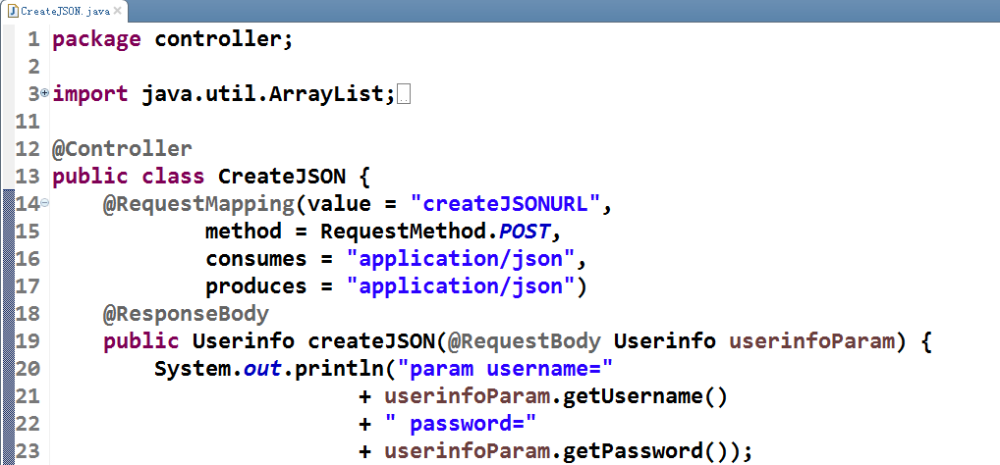 CreateJSON.java
1 package controller;
2
3 import java.util.ArrayList;
11
12 @Controller
13 public class CreateJSON {
14 @RequestMapping(value = "createJSONURL",
15 method = RequestMethod.POST,
16 consumes = "application/json",
17 produces = "application/json")
18 @ResponseBody
19 public Userinfo createJSON(@RequestBody Userinfo userinfoParam) {
20 System.out.println("param username="
21 + userinfoParam.getUsername()
22 + " password="
23 + userinfoParam.getPassword());